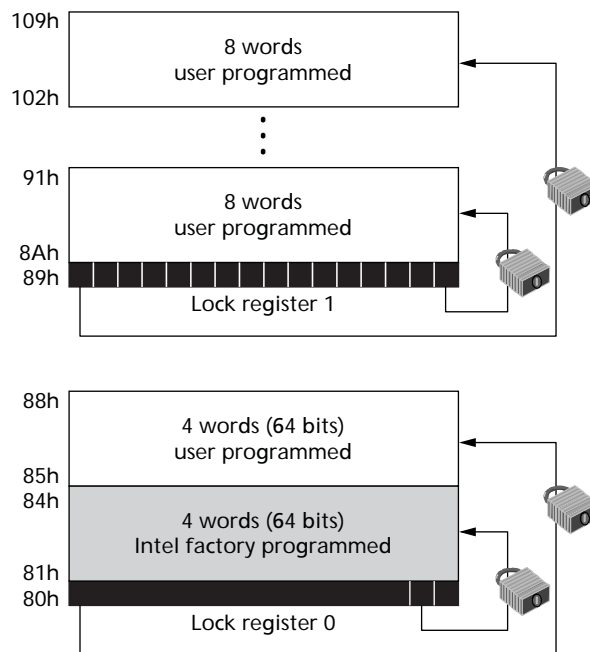 109h
8 words
user programmed
102h
91h
8 words
user programmed
8Ah
89h
Lock register 1
88h
4 words (64 bits)
user programmed
85h
84h
4 words (64 bits)
Intel factory programmed
81h
80h
Lock register 0